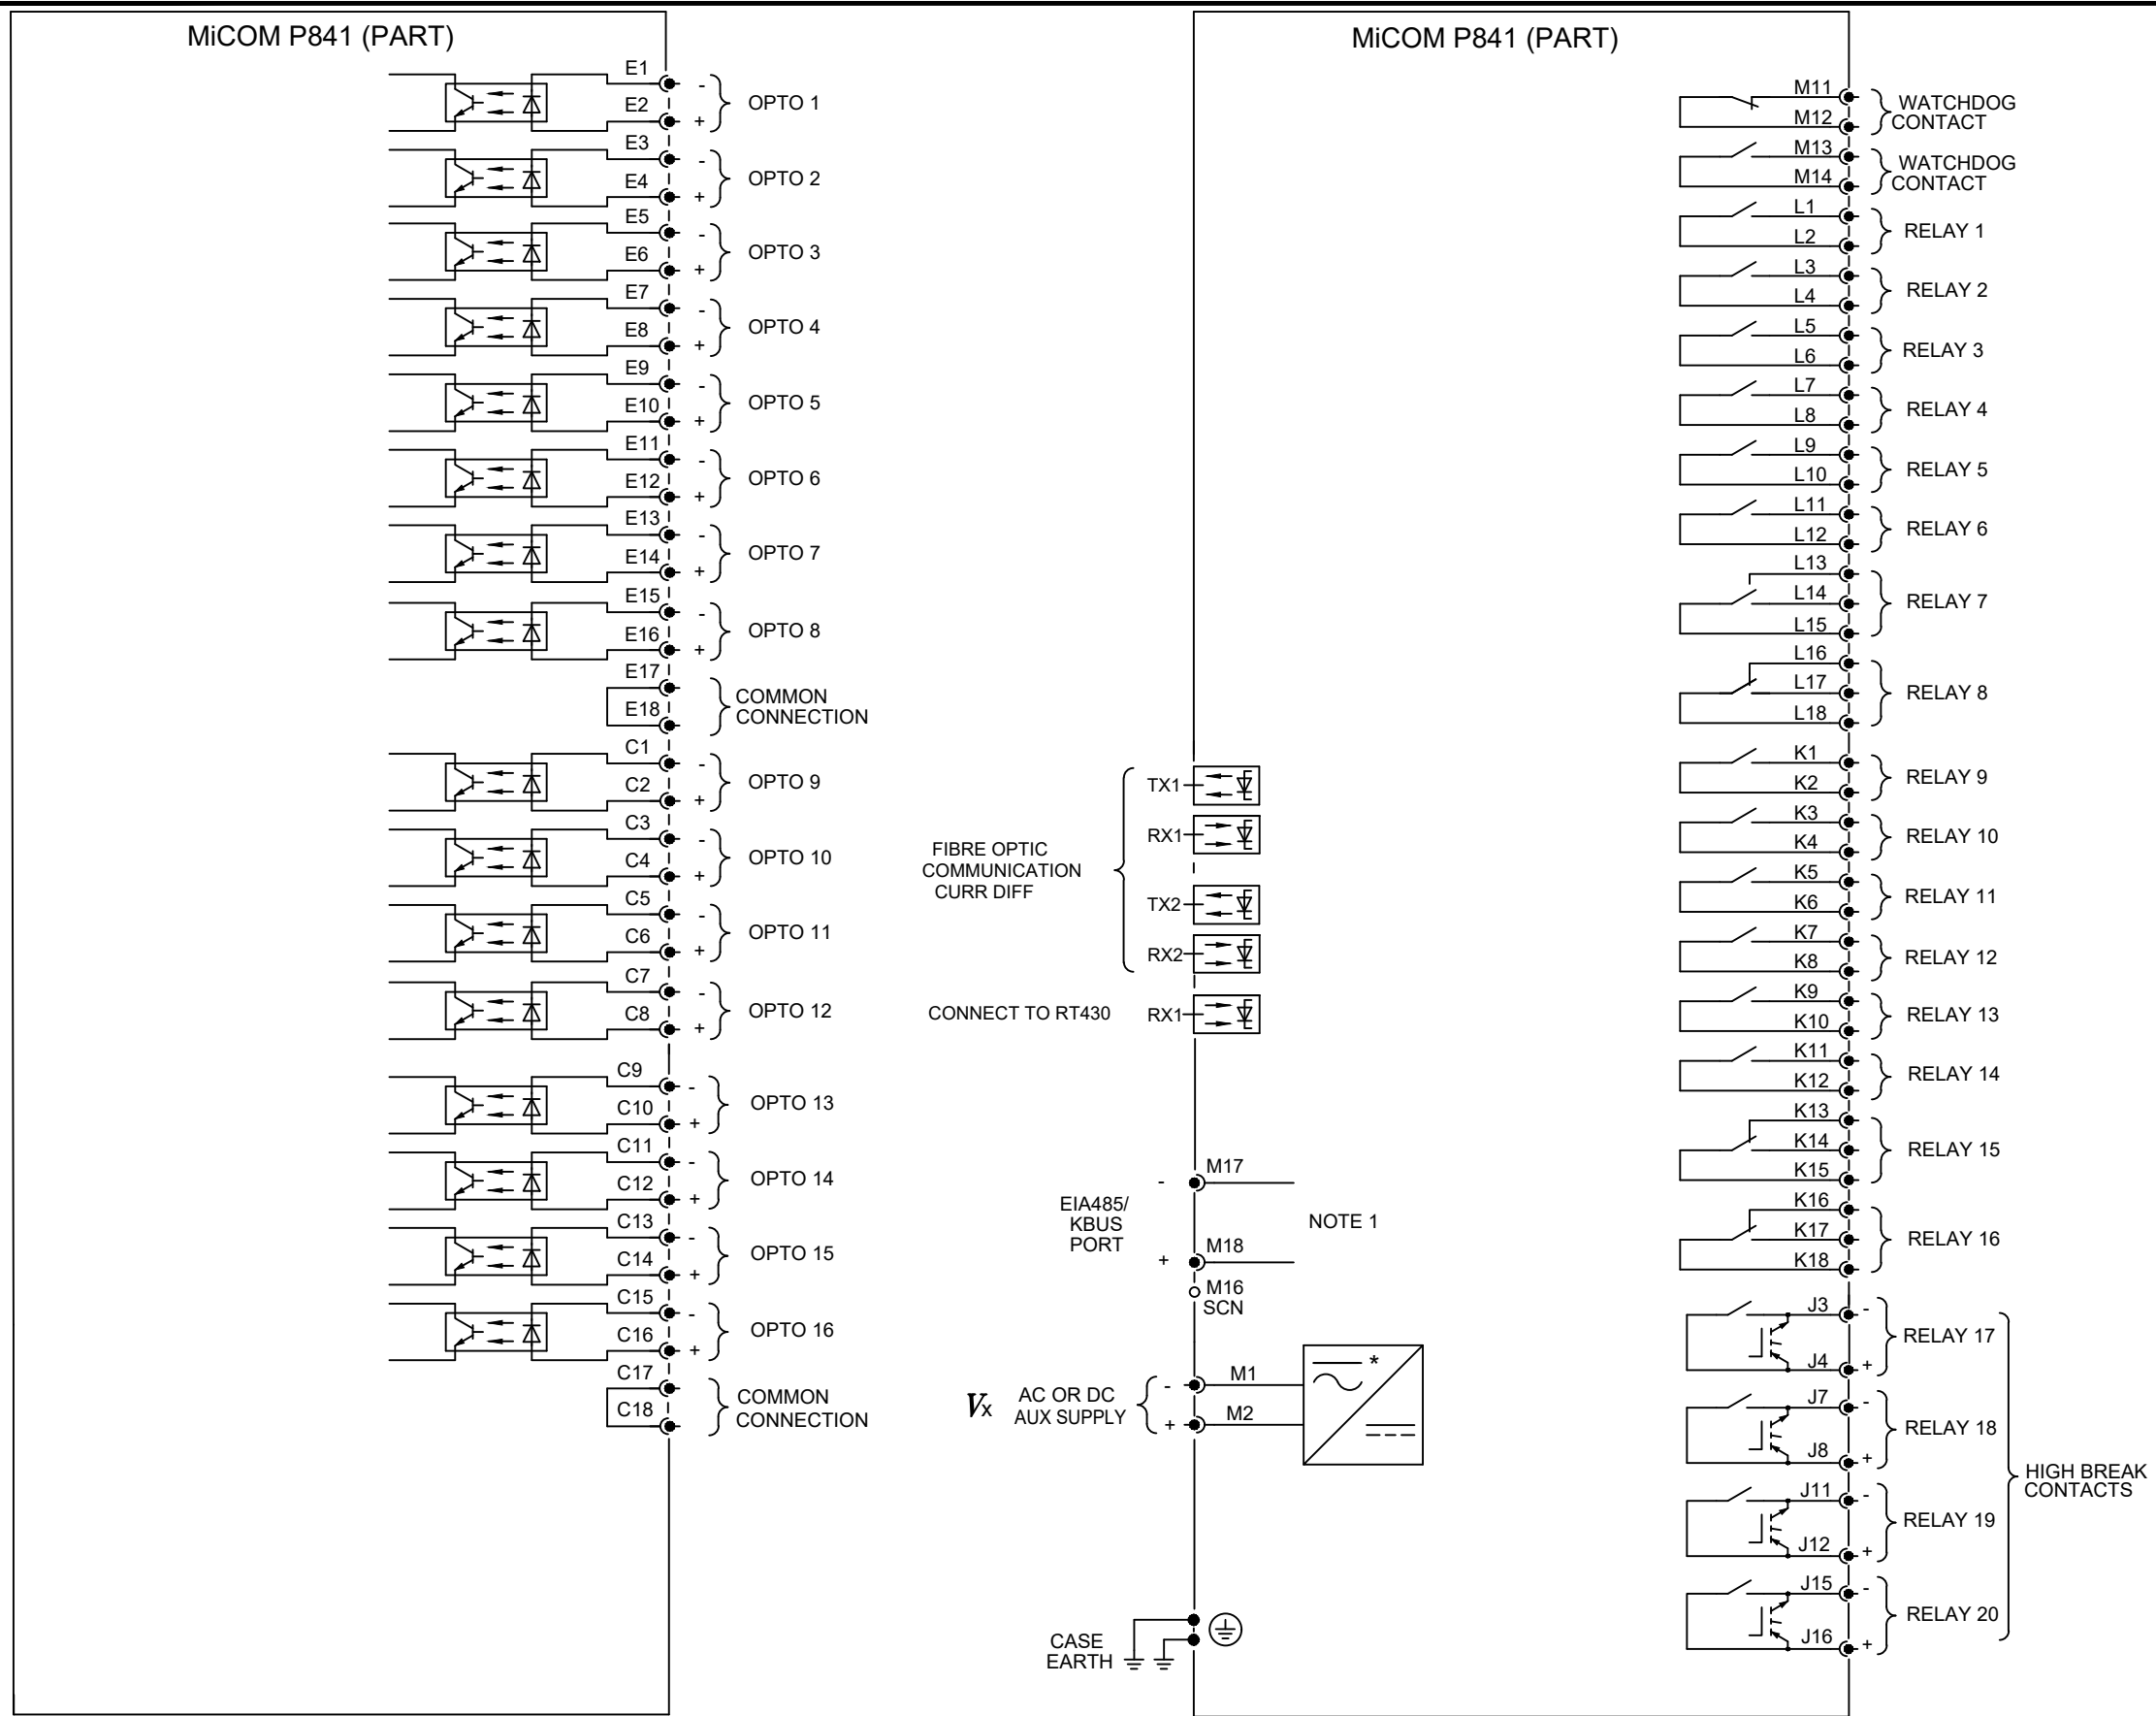 MiCOM P841 (PART)
E1
-
OPTO 1
E2
+
E3
-
OPTO 2
E4
+
E5
-
OPTO 3
E6
+
E7
-
OPTO 4
E8
+
E9
-
OPTO 5
E10
+
E11
-
OPTO 6
E12
+
E13
-
OPTO 7
E14
+
E15
-
OPTO 8
E16
+
E17
COMMON
CONNECTION
E18
C1
-
OPTO 9
C2
+
C3
-
OPTO 10
C4
+
C5
-
OPTO 11
C6
+
C7
-
OPTO 12
C8
+
C9
-
OPTO 13
C10
+
C11
-
OPTO 14
C12
+
C13
-
OPTO 15
C14
+
C15
-
OPTO 16
C16
+
C17
COMMON
CONNECTION
C18
MiCOM P841 (PART)
FIBRE OPTIC
COMMUNICATION
CURR DIFF
TX1
RX1
TX2
RX2
CONNECT TO RT430
RX1
EIA485/
KBUS
PORT
-
M17
NOTE 1
+
M18
M16
SCN
Vx
AC OR DC
AUX SUPPLY
-
M1
+
M2
*
CASE
EARTH
M11
M12
WATCHDOG
CONTACT
M13
M14
WATCHDOG
CONTACT
L1
L2
RELAY 1
L3
L4
RELAY 2
L5
L6
RELAY 3
L7
L8
RELAY 4
L9
L10
RELAY 5
L11
L12
RELAY 6
L13
L14
L15
RELAY 7
L16
L17
L18
RELAY 8
K1
K2
RELAY 9
K3
K4
RELAY 10
K5
K6
RELAY 11
K7
K8
RELAY 12
K9
K10
RELAY 13
K11
K12
RELAY 14
K13
K14
K15
RELAY 15
K16
K17
K18
RELAY 16
J3
-
RELAY 17
J4
+
J7
-
RELAY 18
J8
+
J11
-
RELAY 19
J12
+
J15
-
RELAY 20
J16
+
HIGH BREAK
CONTACTS